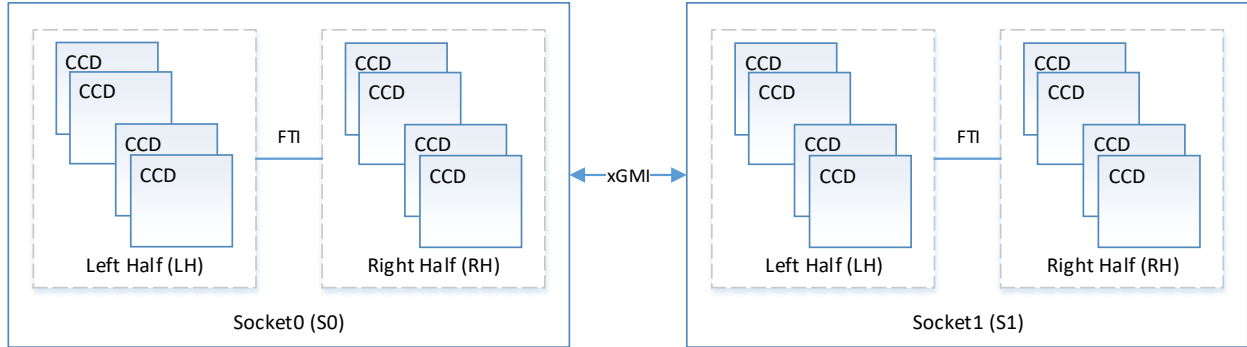 CCD
CCD
CCD
CCD
Left Half (LH)
FTI
CCD
CCD
CCD
CCD
Right Half (RH)
Socket0 (S0)
xGMI
CCD
CCD
CCD
CCD
Left Half (LH)
FTI
CCD
CCD
CCD
CCD
Right Half (RH)
Socket1 (S1)